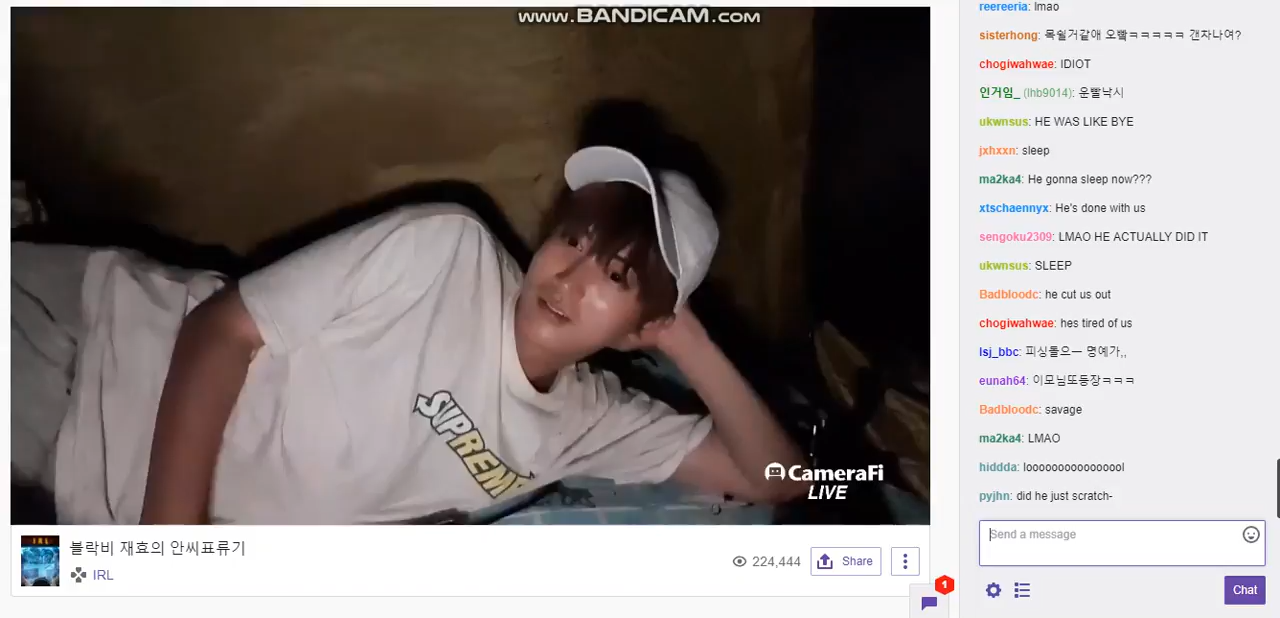 www.BANDICAM.com
SUPREME
CameraFi
LIVE
블락비 재효의 안씨표류기
IRL
224,444
Share
1
reereeria: lmao
sisterhong: 목쉴거같애 오빸ㅋㅋㅋㅋㅋ 갠차나여?
chogiwahwae: IDIOT
인거임_ (lhb9014): 운빨낙시
ukwnsus: HE WAS LIKE BYE
jxhxxn: sleep
ma2ka4: He gonna sleep now???
xtschaennyx: He's done with us
sengoku2309: LMAO HE ACTUALLY DID IT
ukwnsus: SLEEP
Badbloodc: he cut us out
chogiwahwae: hes tired of us
lsj_bbc: 피싱돌으ㅡ 명예가,,
eunah64: 이모님또등장ㅋㅋㅋ
Badbloodc: savage
ma2ka4: LMAO
hiddda: looooooooooooool
pyjhn: did he just scratch-
Send a message
Chat